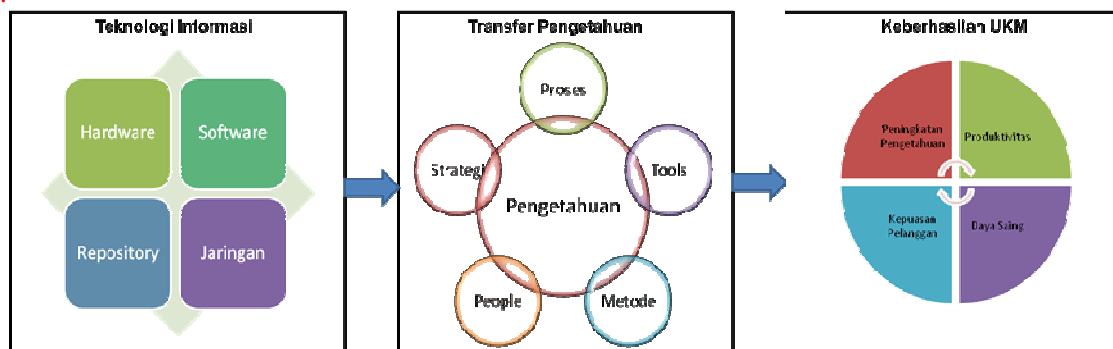 Teknologi Informasi
Hardware
Software
Repository
Jaringan
Transfer Pengetahuan
Proses
Strategi
Tools
Pengetahuan
People
Metode
Keberhasilan UKM
Peningkatan
Pengetahuan
Produktivitas
Kepuasan
Pelanggan
Daya Saing